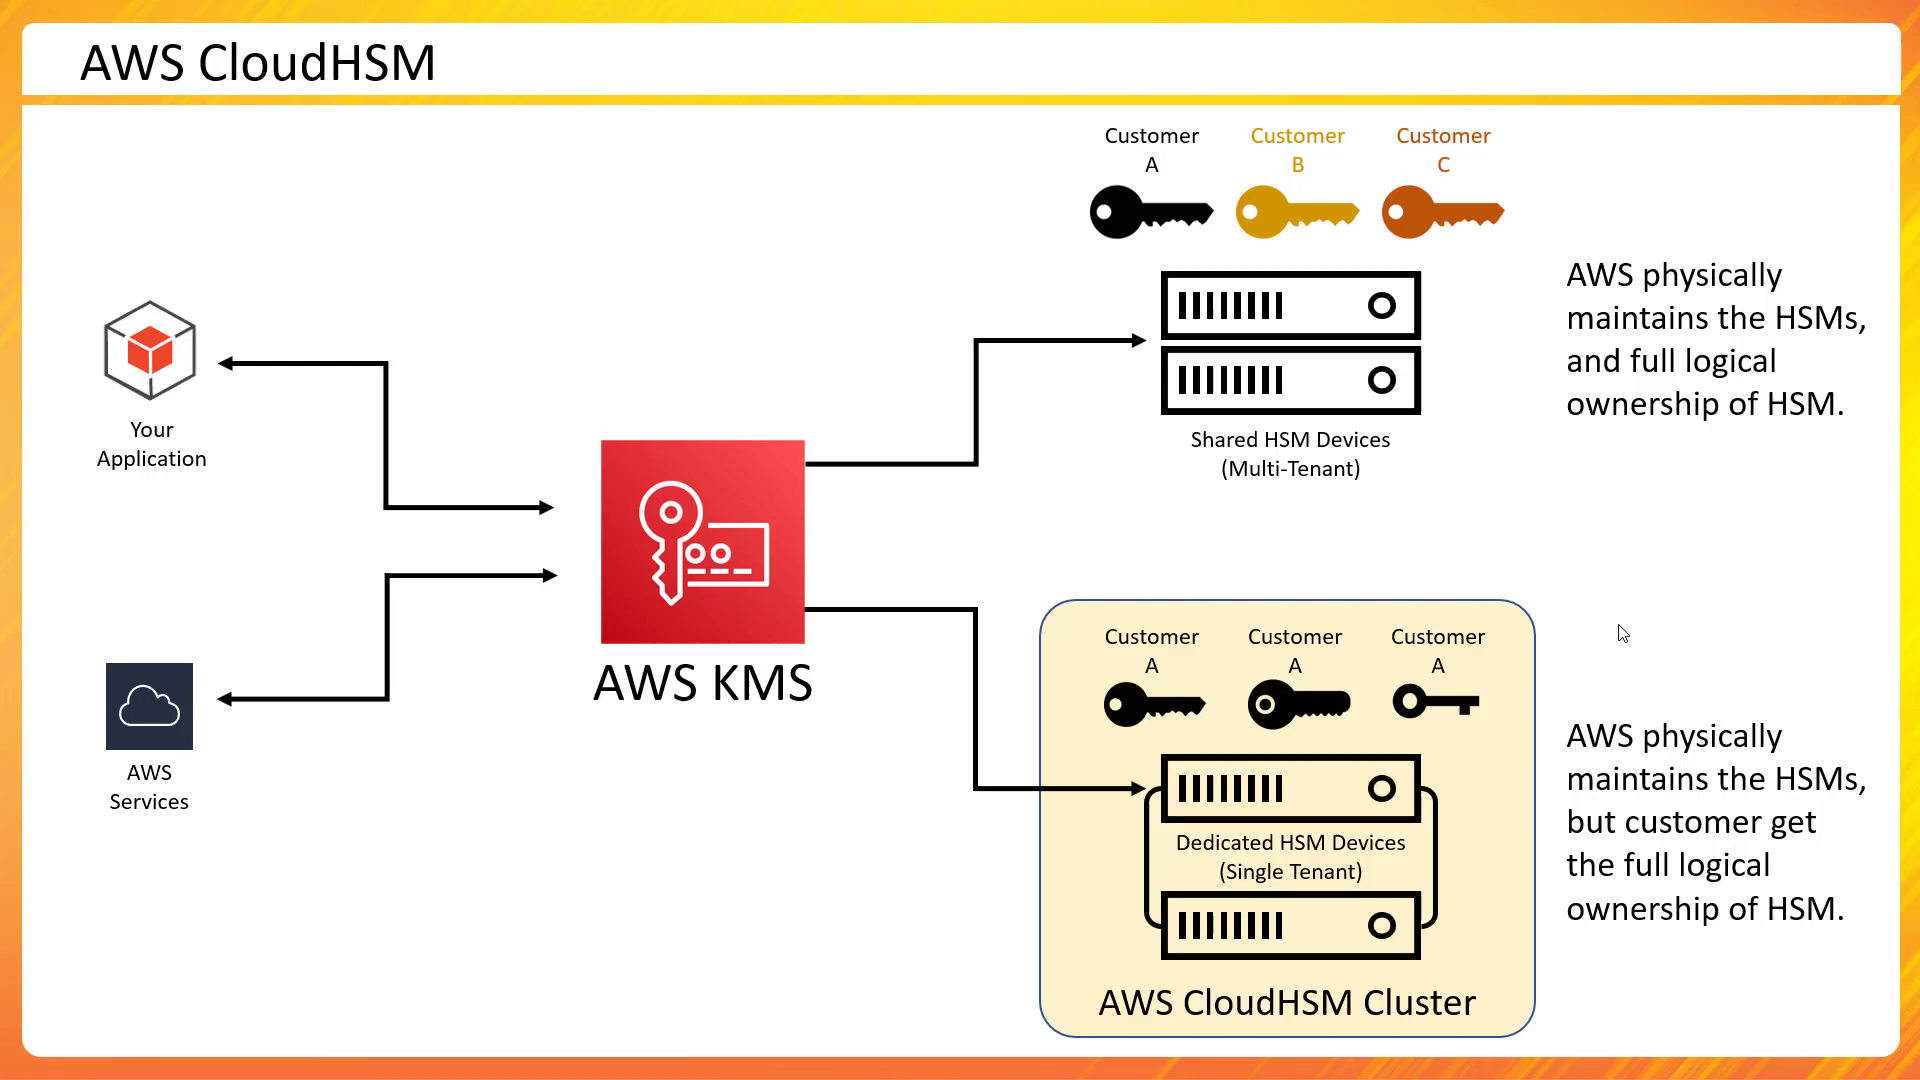 AWS CloudHSM
Customer
A
Customer
B
Customer
C
AWS physically
maintains the HSMs,
and full logical
ownership of HSM.
Your
Application
Shared HSM Devices
(Multi-Tenant)
AWS KMS
AWS
Services
Customer
A
Customer
A
Customer
A
Dedicated HSM Devices
(Single Tenant)
AWS CloudHSM Cluster
AWS physically
maintains the HSMs,
but customer get
the full logical
ownership of HSM.